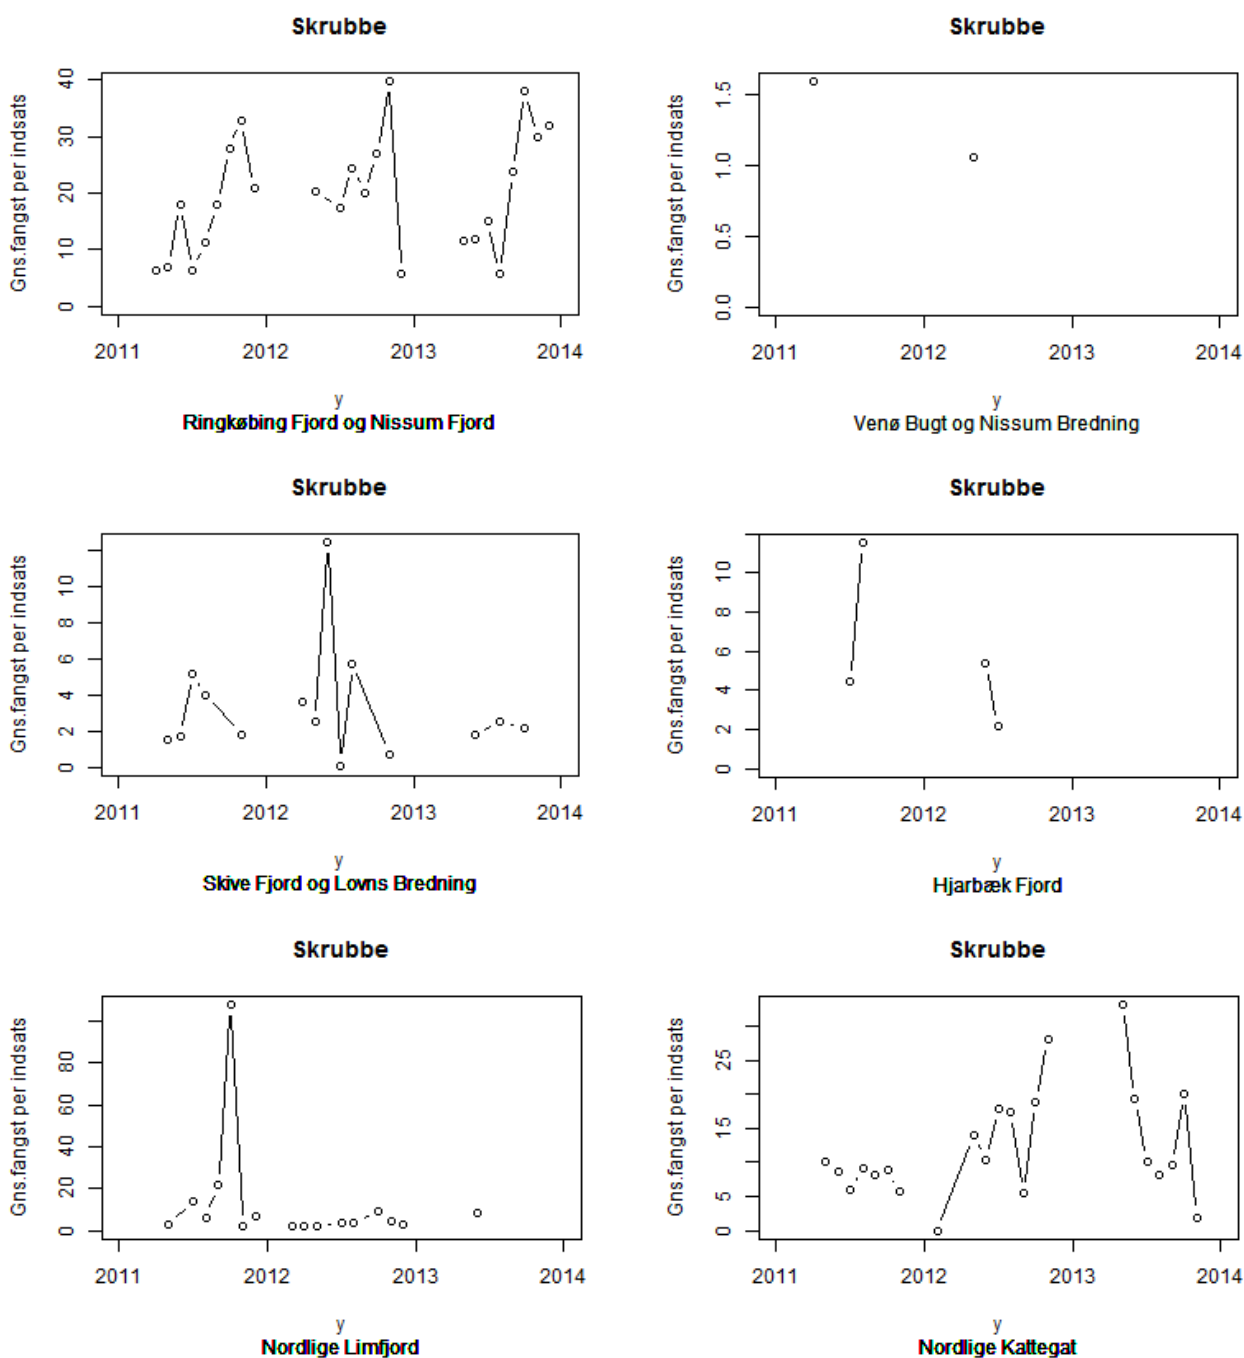 Skrubbe
Gns.fangst per indsats
40
30
20
10
0
2011 2012 2013 2014
y
Ringkøbing Fjord og Nissum Fjord
Skrubbe
Gns.fangst per indsats
1.5
1.0
0.5
0.0
2011 2012 2013 2014
y
Venø Bugt og Nissum Bredning
Skrubbe
Gns.fangst per indsats
10
8
6
4
2
0
2011 2012 2013 2014
y
Skive Fjord og Lovns Bredning
Skrubbe
Gns.fangst per indsats
10
8
6
4
2
0
2011 2012 2013 2014
y
Hjarbæk Fjord
Skrubbe
Gns.fangst per indsats
80
60
40
20
0
2011 2012 2013 2014
y
Nordlige Limfjord
Skrubbe
Gns.fangst per indsats
25
15
5
0
2011 2012 2013 2014
y
Nordlige Kattegat